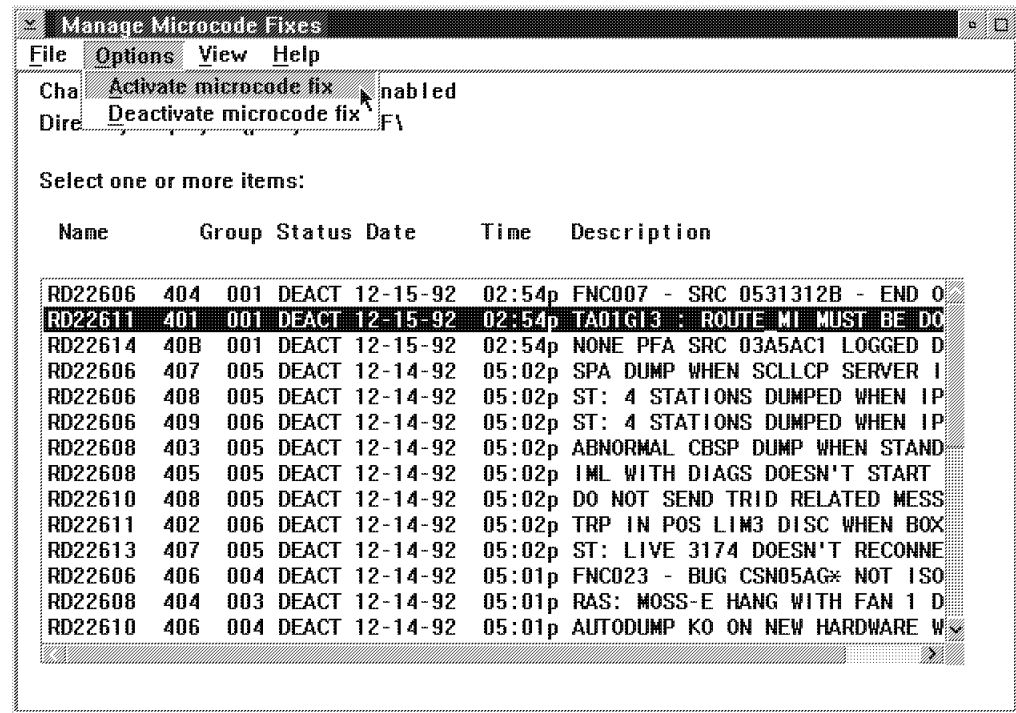 Manage Microcode Fixes
File Options View Help
Activate microcode fix
Deactivate microcode fix
Cha nabled
Dire F\
Select one or more items:
Name Group Status Date Time Description
RD22606 404 001 DEACT 12-15-92 02:54p FNC007 - SRC 0531312B - END O
RD22611 401 001 DEACT 12-15-92 02:54p TA01GI3 : ROUTE_MI MUST BE DO
RD22614 40B 001 DEACT 12-15-92 02:54p NONE PFA SRC 03A5AC1 LOGGED D
RD22606 407 005 DEACT 12-14-92 05:02p SPA DUMP WHEN SCLLCP SERVER I
RD22606 408 005 DEACT 12-14-92 05:02p ST: 4 STATIONS DUMPED WHEN IP
RD22606 409 006 DEACT 12-14-92 05:02p ST: 4 STATIONS DUMPED WHEN IP
RD22608 403 005 DEACT 12-14-92 05:02p ABNORMAL CBSP DUMP WHEN STAND
RD22608 405 005 DEACT 12-14-92 05:02p IML WITH DIAGS DOESN'T START
RD22610 408 005 DEACT 12-14-92 05:02p DO NOT SEND TRID RELATED MESS
RD22611 402 006 DEACT 12-14-92 05:02p TRP IN POS LIM3 DISC WHEN BOX
RD22613 407 005 DEACT 12-14-92 05:02p ST: LIVE 3174 DOESN'T RECONNE
RD22606 406 004 DEACT 12-14-92 05:01p FNC023 - BUG CSN05AG* NOT ISO
RD22608 404 003 DEACT 12-14-92 05:01p RAS: MOSS-E HANG WITH FAN 1 D
RD22610 406 004 DEACT 12-14-92 05:01p AUTODUMP KO ON NEW HARDWARE W